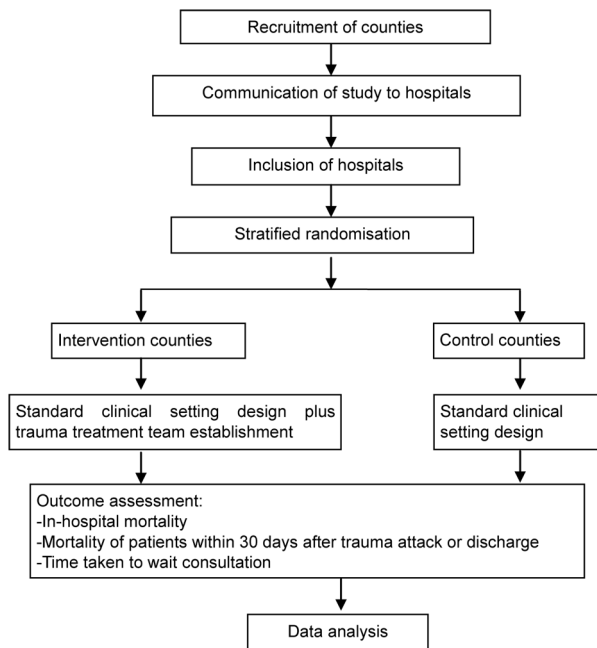 Recruitment of counties
Communication of study to hospitals
Inclusion of hospitals
Stratified randomisation
Intervention counties
Control counties
Standard clinical setting design plus
trauma treatment team establishment
Standard clinical
setting design
Outcome assessment:
-In-hospital mortality
-Mortality of patients within 30 days after trauma attack or discharge
-Time taken to wait consultation
Data analysis